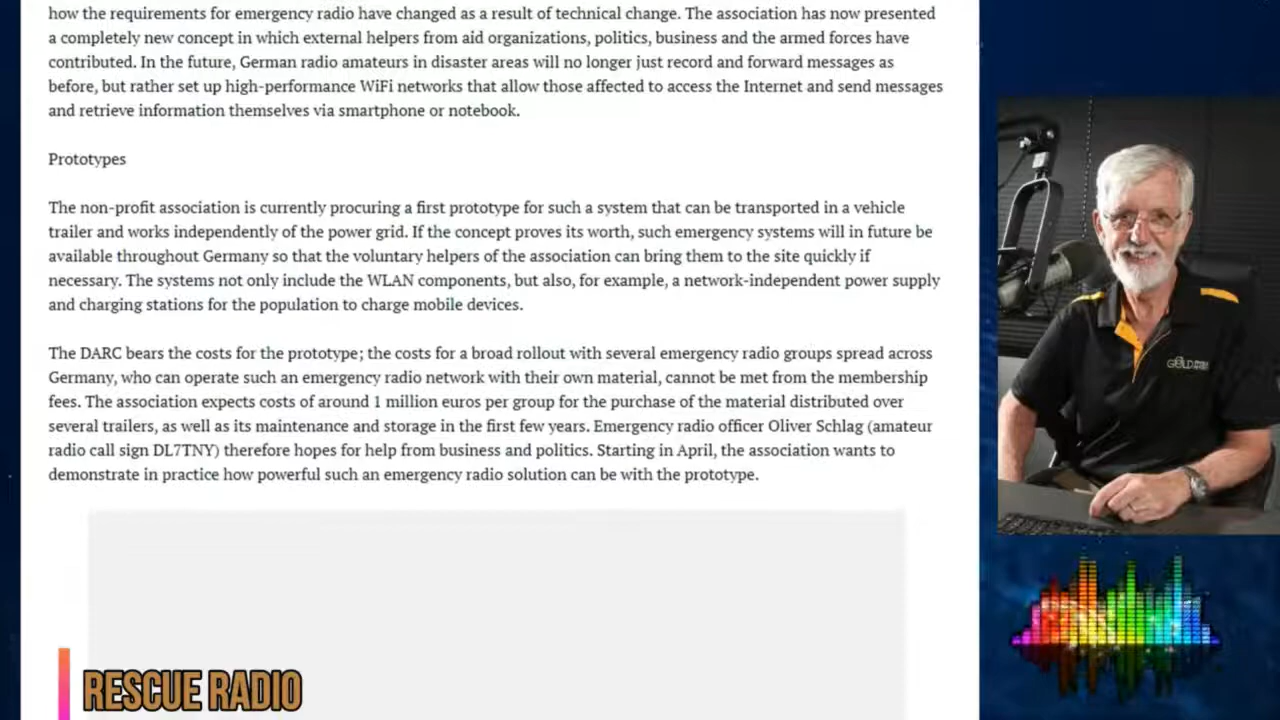 how the requirements for emergency radio have changed as a result of technical change. The association has now presented
a completely new concept in which external helpers from aid organizations, politics, business and the armed forces have
contributed. In the future, German radio amateurs in disaster areas will no longer just record and forward messages as
before, but rather set up high-performance WiFi networks that allow those affected to access the Internet and send messages
and retrieve information themselves via smartphone or notebook.
Prototypes
The non-profit association is currently procuring a first prototype for such a system that can be transported in a vehicle
trailer and works independently of the power grid. If the concept proves its worth, such emergency systems will in future be
available throughout Germany so that the voluntary helpers of the association can bring them to the site quickly if
necessary. The systems not only include the WLAN components, but also, for example, a network-independent power supply
and charging stations for the population to charge mobile devices.
The DARC bears the costs for the prototype; the costs for a broad rollout with several emergency radio groups spread across
Germany, who can operate such an emergency radio network with their own material, cannot be met from the membership
fees. The association expects costs of around 1 million euros per group for the purchase of the material distributed over
several trailers, as well as its maintenance and storage in the first few years. Emergency radio officer Oliver Schlag (amateur
radio call sign DL7TNY) therefore hopes for help from business and politics. Starting in April, the association wants to
demonstrate in practice how powerful such an emergency radio solution can be with the prototype.
GOLD
RESCUE RADIO